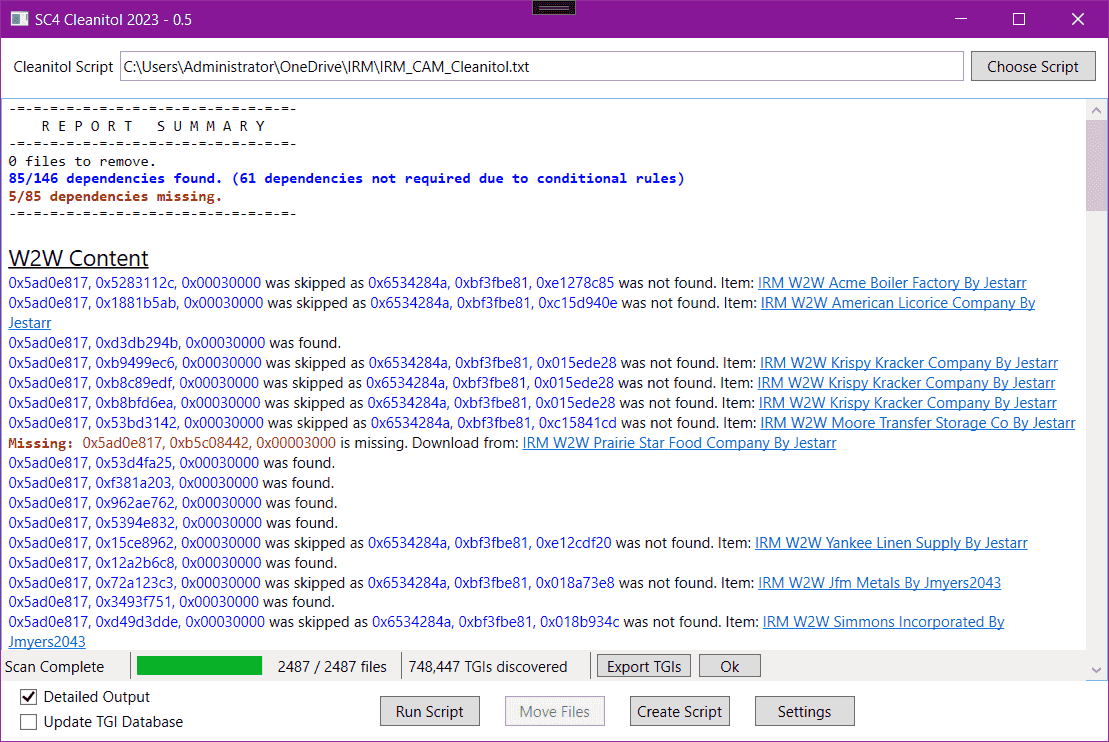 SC4 Cleanitol 2023 - 0.5
Cleanitol Script C:\Users\Administrator\OneDrive\IRM\IRM_CAM_Cleanitol.txt Choose Script
-=-=-=-=-=-=-=-=-=-=-=-=-=-=-=-=-=-
R E P O R T   S U M M A R Y
-=-=-=-=-=-=-=-=-=-=-=-=-=-=-=-=-=-
0 files to remove.
85/146 dependencies found. (61 dependencies not required due to conditional rules)
5/85 dependencies missing.
-=-=-=-=-=-=-=-=-=-=-=-=-=-=-=-=-=-
W2W Content
0x5ad0e817, 0x5283112c, 0x00030000 was skipped as 0x6534284a, 0xbf3fbe81, 0xe1278c85 was not found. Item: IRM W2W Acme Boiler Factory By Jestarr
0x5ad0e817, 0x1881b5ab, 0x00030000 was skipped as 0x6534284a, 0xbf3fbe81, 0xc15d940e was not found. Item: IRM W2W American Licorice Company By
Jestarr
0x5ad0e817, 0xd3db294b, 0x00030000 was found.
0x5ad0e817, 0xb9499ec6, 0x00030000 was skipped as 0x6534284a, 0xbf3fbe81, 0x015ede28 was not found. Item: IRM W2W Krispy Kracker Company By Jestarr
0x5ad0e817, 0xb8c89edf, 0x00030000 was skipped as 0x6534284a, 0xbf3fbe81, 0x015ede28 was not found. Item: IRM W2W Krispy Kracker Company By Jestarr
0x5ad0e817, 0xb8bfd6ea, 0x00030000 was skipped as 0x6534284a, 0xbf3fbe81, 0x015ede28 was not found. Item: IRM W2W Krispy Kracker Company By Jestarr
0x5ad0e817, 0x53bd3142, 0x00030000 was skipped as 0x6534284a, 0xbf3fbe81, 0xc15841cd was not found. Item: IRM W2W Moore Transfer Storage Co By Jestarr
Missing: 0x5ad0e817, 0xb5c08442, 0x00003000 is missing. Download from: IRM W2W Prairie Star Food Company By Jestarr
0x5ad0e817, 0x53d4fa25, 0x00030000 was found.
0x5ad0e817, 0xf381a203, 0x00030000 was found.
0x5ad0e817, 0x962ae762, 0x00030000 was found.
0x5ad0e817, 0x5394e832, 0x00030000 was found.
0x5ad0e817, 0x15ce8962, 0x00030000 was skipped as 0x6534284a, 0xbf3fbe81, 0xe12cdf20 was not found. Item: IRM W2W Yankee Linen Supply By Jestarr
0x5ad0e817, 0x12a2b6c8, 0x00030000 was found.
0x5ad0e817, 0x72a123c3, 0x00030000 was skipped as 0x6534284a, 0xbf3fbe81, 0x018a73e8 was not found. Item: IRM W2W Jfm Metals By Jmyers2043
0x5ad0e817, 0x3493f751, 0x00030000 was found.
0x5ad0e817, 0xd49d3dde, 0x00030000 was skipped as 0x6534284a, 0xbf3fbe81, 0x018b934c was not found. Item: IRM W2W Simmons Incorporated By
Jmyers2043
Scan Complete 2487 / 2487 files 748,447 TGIs discovered Export TGIs Ok
Detailed Output
Update TGI Database
Run Script Move Files Create Script Settings